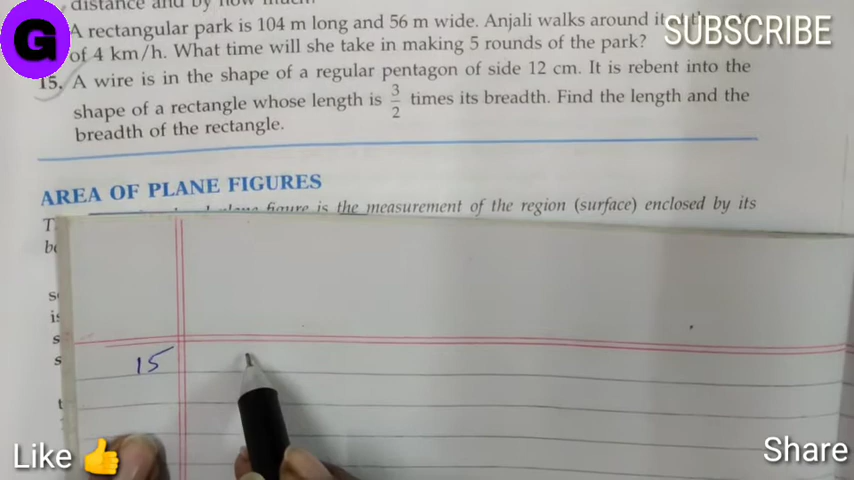 distance and by how much
G
A rectangular park is 104 m long and 56 m wide. Anjali walks around it
SUBSCRIBE
of 4 km/h. What time will she take in making 5 rounds of the park?
15. A wire is in the shape of a regular pentagon of side 12 cm. It is rebent into the
shape of a rectangle whose length is 3/2 times its breadth. Find the length and the
breadth of the rectangle.
AREA OF PLANE FIGURES
figure is the measurement of the region (surface) enclosed by its
15
Like 👍
Share